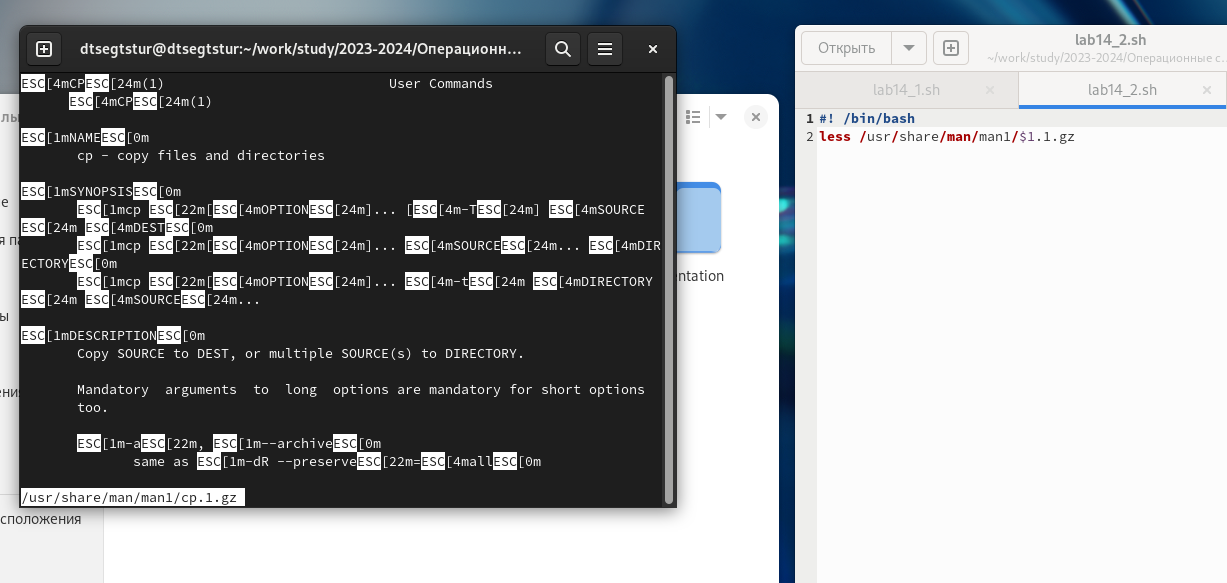 dtsegtstur@dtsegtstur:~/work/study/2023-2024/Операционн...
ESC[4mCPESC[24m(1)                            User Commands
      ESC[4mCPESC[24m(1)
ESC[1mNAMEESC[0m
       cp - copy files and directories
ESC[1mSYNOPSISESC[0m
       ESC[1mcp ESC[22m[ESC[4mOPTIONESC[24m]... [ESC[4m-TESC[24m] ESC[4mSOURCE
ESC[24m ESC[4mDESTESC[0m
       ESC[1mcp ESC[22m[ESC[4mOPTIONESC[24m]... ESC[4mSOURCEESC[24m... ESC[4mDIR
ECTORYESC[0m
       ESC[1mcp ESC[22m[ESC[4mOPTIONESC[24m]... ESC[4m-tESC[24m ESC[4mDIRECTORY
ESC[24m ESC[4mSOURCEESC[24m...
ESC[1mDESCRIPTIONESC[0m
       Copy SOURCE to DEST, or multiple SOURCE(s) to DIRECTORY.
       Mandatory  arguments  to  long  options are mandatory for short options
       too.
       ESC[1m-aESC[22m, ESC[1m--archiveESC[0m
              same as ESC[1m-dR --preserveESC[22m=ESC[4mallESC[0m
/usr/share/man/man1/cp.1.gz
ntation
сположения
Открыть
lab14_2.sh
~/work/study/2023-2024/Операционные с...
lab14_1.sh
lab14_2.sh
1 #! /bin/bash
2 less /usr/share/man/man1/$1.1.gz